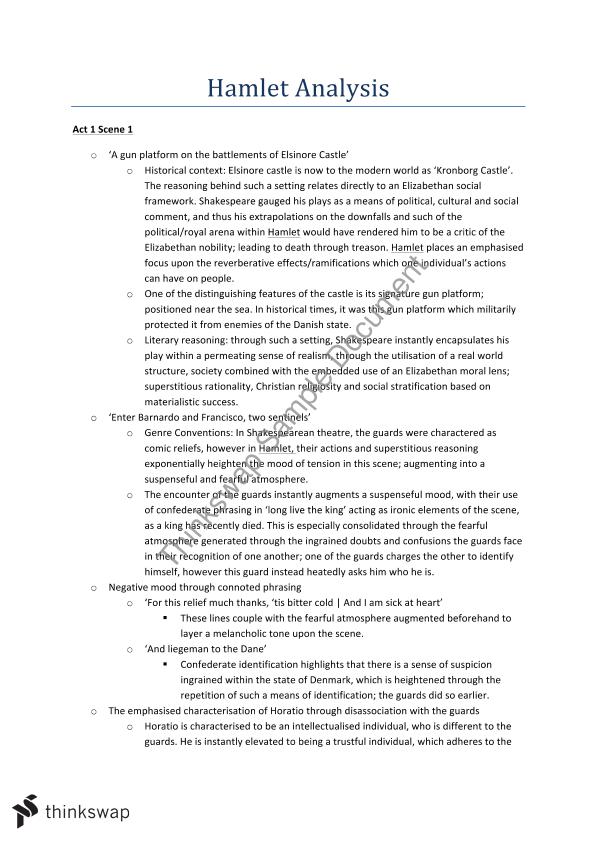 Hamlet Analysis
Act 1 Scene 1
o ‘A gun platform on the battlements of Elsinore Castle’
o Historical context: Elsinore castle is now to the modern world as ‘Kronborg Castle’.
The reasoning behind such a setting relates directly to an Elizabethan social
framework. Shakespeare gauged his plays as a means of political, cultural and social
comment, and thus his extrapolations on the downfalls and such of the
political/royal arena within Hamlet would have rendered him to be a critic of the
Elizabethan nobility; leading to death through treason. Hamlet places an emphasised
focus upon the reverberative effects/ramifications which one individual’s actions
can have on people.
o One of the distinguishing features of the castle is its signature gun platform;
positioned near the sea. In historical times, it was this gun platform which militarily
protected it from enemies of the Danish state.
o Literary reasoning: through such a setting, Shakespeare instantly encapsulates his
play within a permeating sense of realism, through the utilisation of a real world
structure, society combined with the embedded use of an Elizabethan moral lens;
superstitious rationality, Christian religiosity and social stratification based on
materialistic success.
o ‘Enter Barnardo and Francisco, two sentinels’
o Genre Conventions: In Shakespearean theatre, the guards were charactered as
comic reliefs, however in Hamlet, their actions and superstitious reasoning
exponentially heighten the mood of tension in this scene; augmenting into a
suspenseful and fearful atmosphere.
o The encounter of the guards instantly augments a suspenseful mood, with their use
of confederate phrasing in ‘long live the king’ acting as ironic elements of the scene,
as a king has recently died. This is especially consolidated through the fearful
atmosphere generated through the ingrained doubts and confusions the guards face
in their recognition of one another; one of the guards charges the other to identify
himself, however this guard instead heatedly asks him who he is.
o Negative mood through connoted phrasing
o ‘For this relief much thanks, ‘tis bitter cold | And I am sick at heart’
▪ These lines couple with the fearful atmosphere augmented beforehand to
layer a melancholic tone upon the scene.
o ‘And liegeman to the Dane’
▪ Confederate identification highlights that there is a sense of suspicion
ingrained within the state of Denmark, which is heightened through the
repetition of such a means of identification; the guards did so earlier.
o The emphasised characterisation of Horatio through disassociation with the guards
o Horatio is characterised to be an intellectualised individual, who is different to the
guards. He is instantly elevated to being a trustful individual, which adheres to the
Thinkswap Sample Document
thinkswap